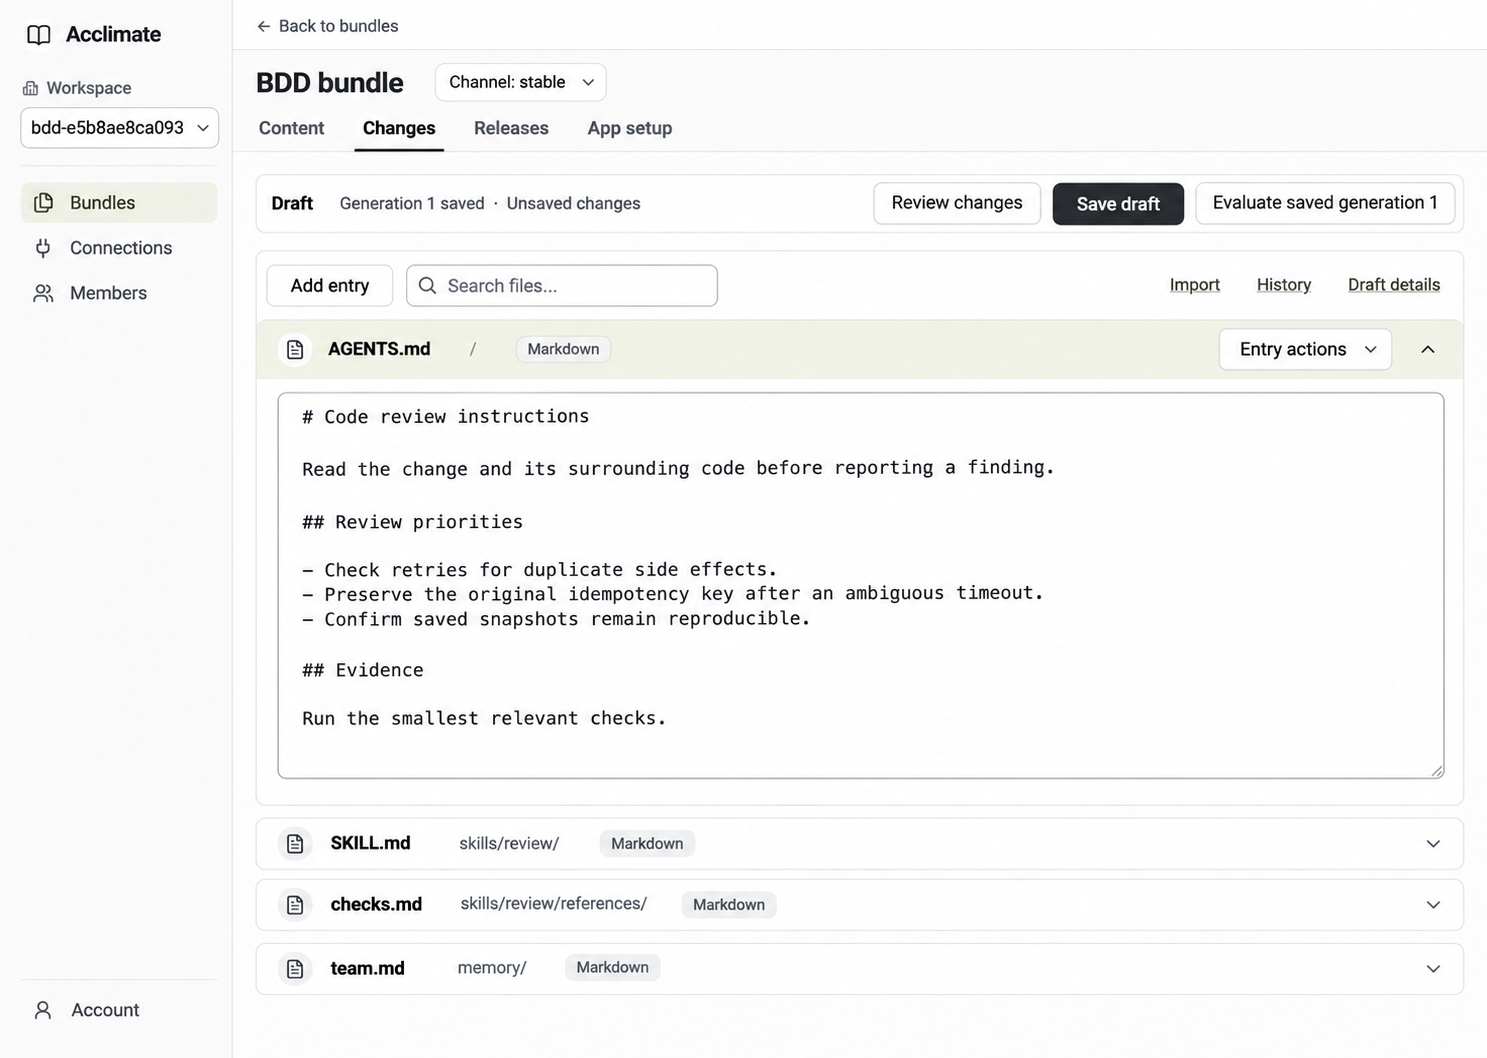 Acclimate
Workspace
bdd-e5b8ae8ca093
Bundles
Connections
Members
Account
← Back to bundles
BDD bundle
Channel: stable
Content
Changes
Releases
App setup
Draft
Generation 1 saved · Unsaved changes
Review changes
Save draft
Evaluate saved generation 1
Add entry
Search files...
Import
History
Draft details
AGENTS.md / Markdown
Entry actions
# Code review instructions
Read the change and its surrounding code before reporting a finding.
## Review priorities
– Check retries for duplicate side effects.
– Preserve the original idempotency key after an ambiguous timeout.
– Confirm saved snapshots remain reproducible.
## Evidence
Run the smallest relevant checks.
SKILL.md skills/review/ Markdown
checks.md skills/review/references/ Markdown
team.md memory/ Markdown